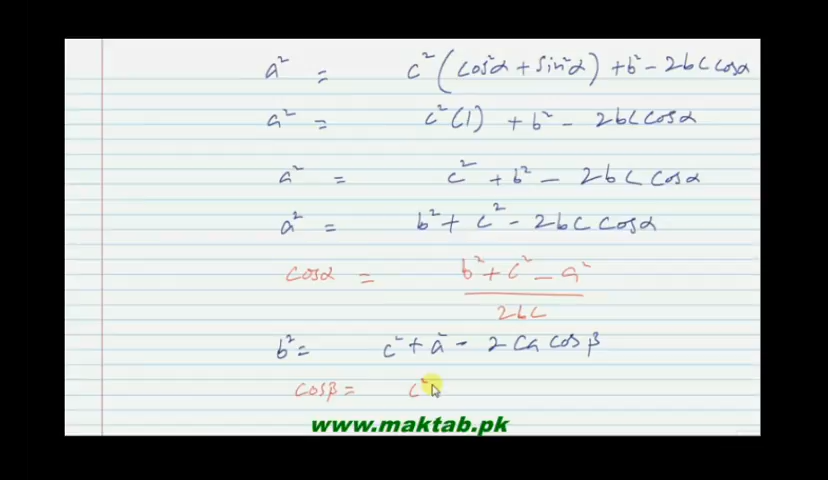 a² = c²(cos²α + sin²α) + b² - 2bc cosα
a² = c²(1) + b² - 2bc cosα
a² = c² + b² - 2bc cosα
a² = b² + c² - 2bc cosα
cosα = b² + c² - a²
2bc
b² = c² + a² - 2ca cosβ
cosβ = c²
www.maktab.pk